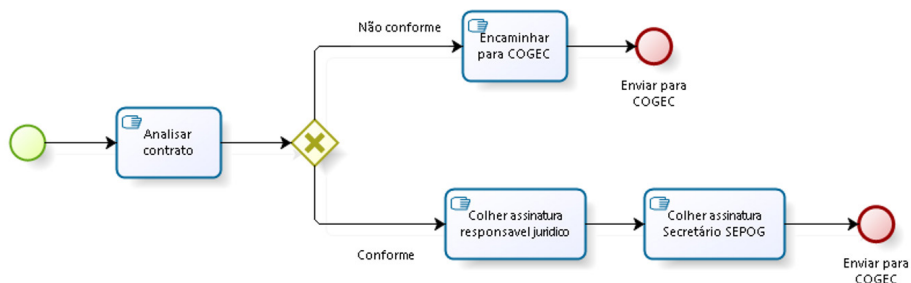 Não conforme
Encaminhar
para COGEC
Enviar para
COGEC
Analisar
contrato
Colher assinatura
responsavel juridico
Colher assinatura
Secretário SEPOG
Conforme
Enviar para
COGEC